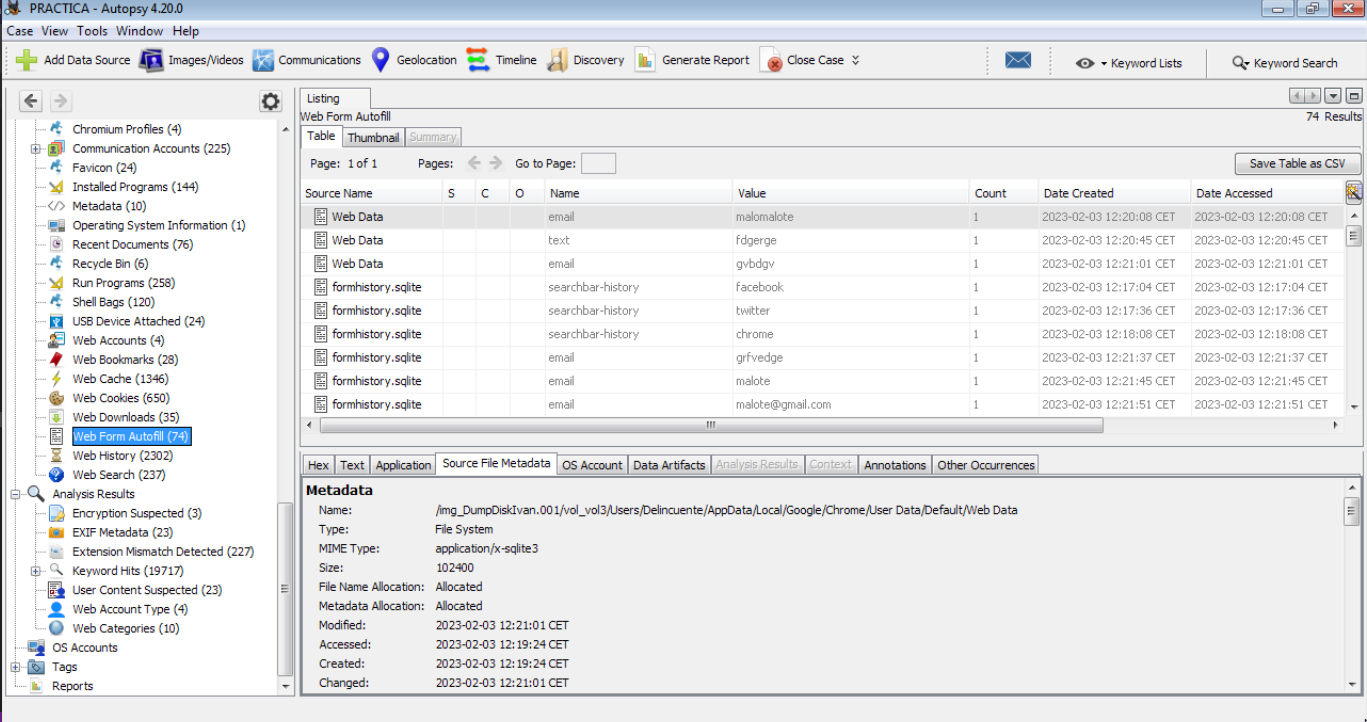 PRACTICA - Autopsy 4.20.0
Case View Tools Window Help
Add Data Source Images/Videos Communications Geolocation Timeline Discovery Generate Report Close Case Keyword Lists Keyword Search
Chromium Profiles (4)
Communication Accounts (225)
Favicon (24)
Installed Programs (144)
Metadata (10)
Operating System Information (1)
Recent Documents (76)
Recycle Bin (6)
Run Programs (258)
Shell Bags (120)
USB Device Attached (24)
Web Accounts (4)
Web Bookmarks (28)
Web Cache (1346)
Web Cookies (650)
Web Downloads (35)
Web Form Autofill (74)
Web History (2302)
Web Search (237)
Analysis Results
Encryption Suspected (3)
EXIF Metadata (23)
Extension Mismatch Detected (227)
Keyword Hits (19717)
User Content Suspected (23)
Web Account Type (4)
Web Categories (10)
OS Accounts
Tags
Reports
Listing
Web Form Autofill 74 Results
Table Thumbnail Summary
Page: 1 of 1 Pages: Go to Page: Save Table as CSV
Source Name S C O Name Value Count Date Created Date Accessed
Web Data email malomalote 1 2023-02-03 12:20:08 CET 2023-02-03 12:20:08 CET
Web Data text fdgerge 1 2023-02-03 12:20:45 CET 2023-02-03 12:20:45 CET
Web Data email gvbdgv 1 2023-02-03 12:21:01 CET 2023-02-03 12:21:01 CET
formhistory.sqlite searchbar-history facebook 1 2023-02-03 12:17:04 CET 2023-02-03 12:17:04 CET
formhistory.sqlite searchbar-history twitter 1 2023-02-03 12:17:36 CET 2023-02-03 12:17:36 CET
formhistory.sqlite searchbar-history chrome 1 2023-02-03 12:18:08 CET 2023-02-03 12:18:08 CET
formhistory.sqlite email grfvedge 1 2023-02-03 12:21:37 CET 2023-02-03 12:21:37 CET
formhistory.sqlite email malote 1 2023-02-03 12:21:45 CET 2023-02-03 12:21:45 CET
formhistory.sqlite email malote@gmail.com 1 2023-02-03 12:21:51 CET 2023-02-03 12:21:51 CET
Hex Text Application Source File Metadata OS Account Data Artifacts Analysis Results Context Annotations Other Occurrences
Metadata
Name: /img_DumpDiskIvan.001/vol_vol3/Users/Delincuente/AppData/Local/Google/Chrome/User Data/Default/Web Data
Type: File System
MIME Type: application/x-sqlite3
Size: 102400
File Name Allocation: Allocated
Metadata Allocation: Allocated
Modified: 2023-02-03 12:21:01 CET
Accessed: 2023-02-03 12:19:24 CET
Created: 2023-02-03 12:19:24 CET
Changed: 2023-02-03 12:21:01 CET